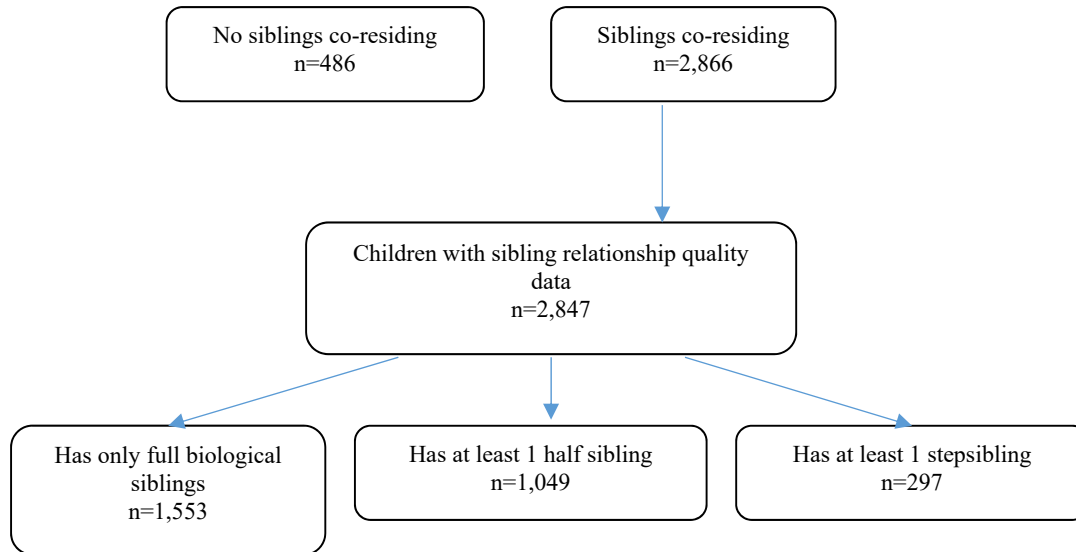 No siblings co-residing
n=486
Siblings co-residing
n=2,866
Children with sibling relationship quality
data
n=2,847
Has only full biological
siblings
n=1,553
Has at least 1 half sibling
n=1,049
Has at least 1 stepsibling
n=297